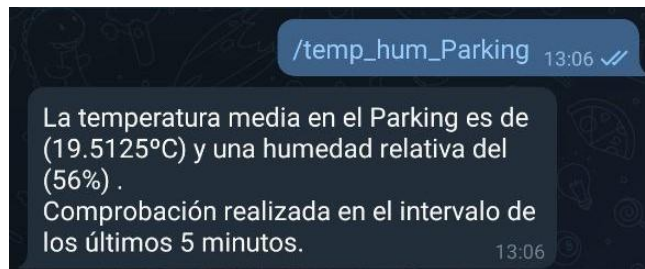 /temp_hum_Parking 13:06
La temperatura media en el Parking es de
(19.5125ºC) y una humedad relativa del
(56%) .
Comprobación realizada en el intervalo de
los últimos 5 minutos. 13:06